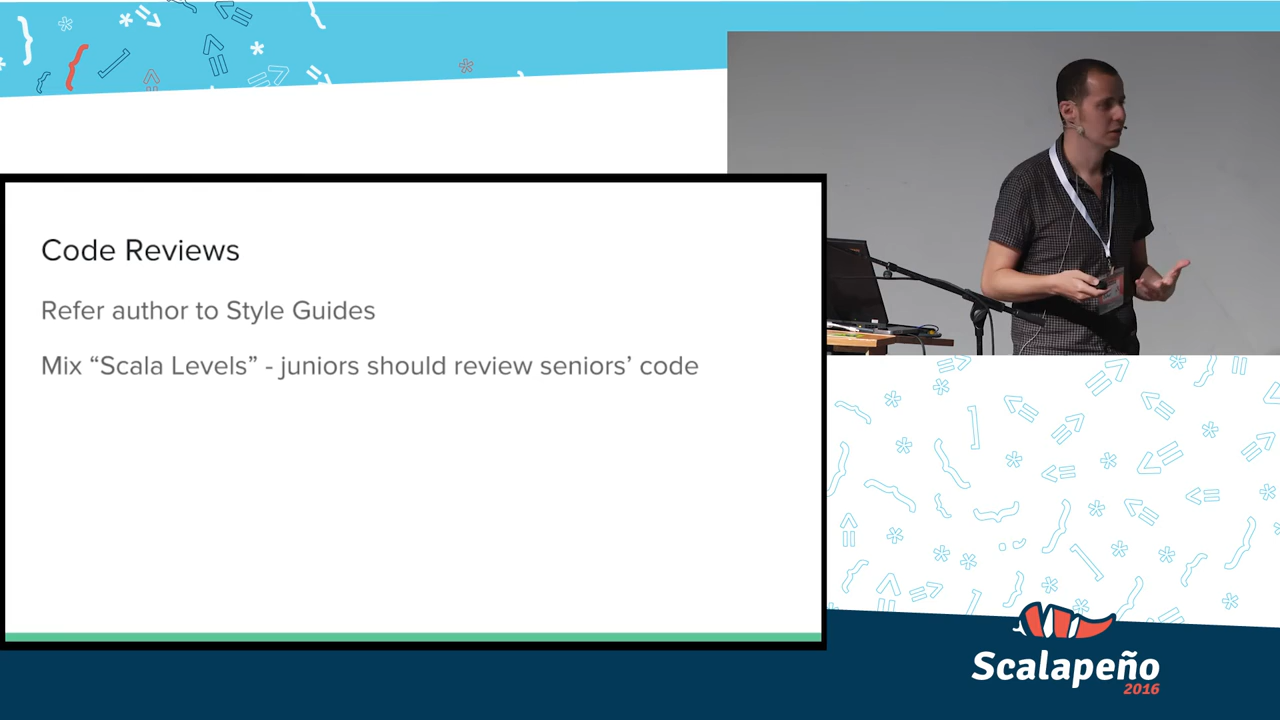 Code Reviews
Refer author to Style Guides
Mix “Scala Levels” - juniors should review seniors’ code
Scalapeño
2016